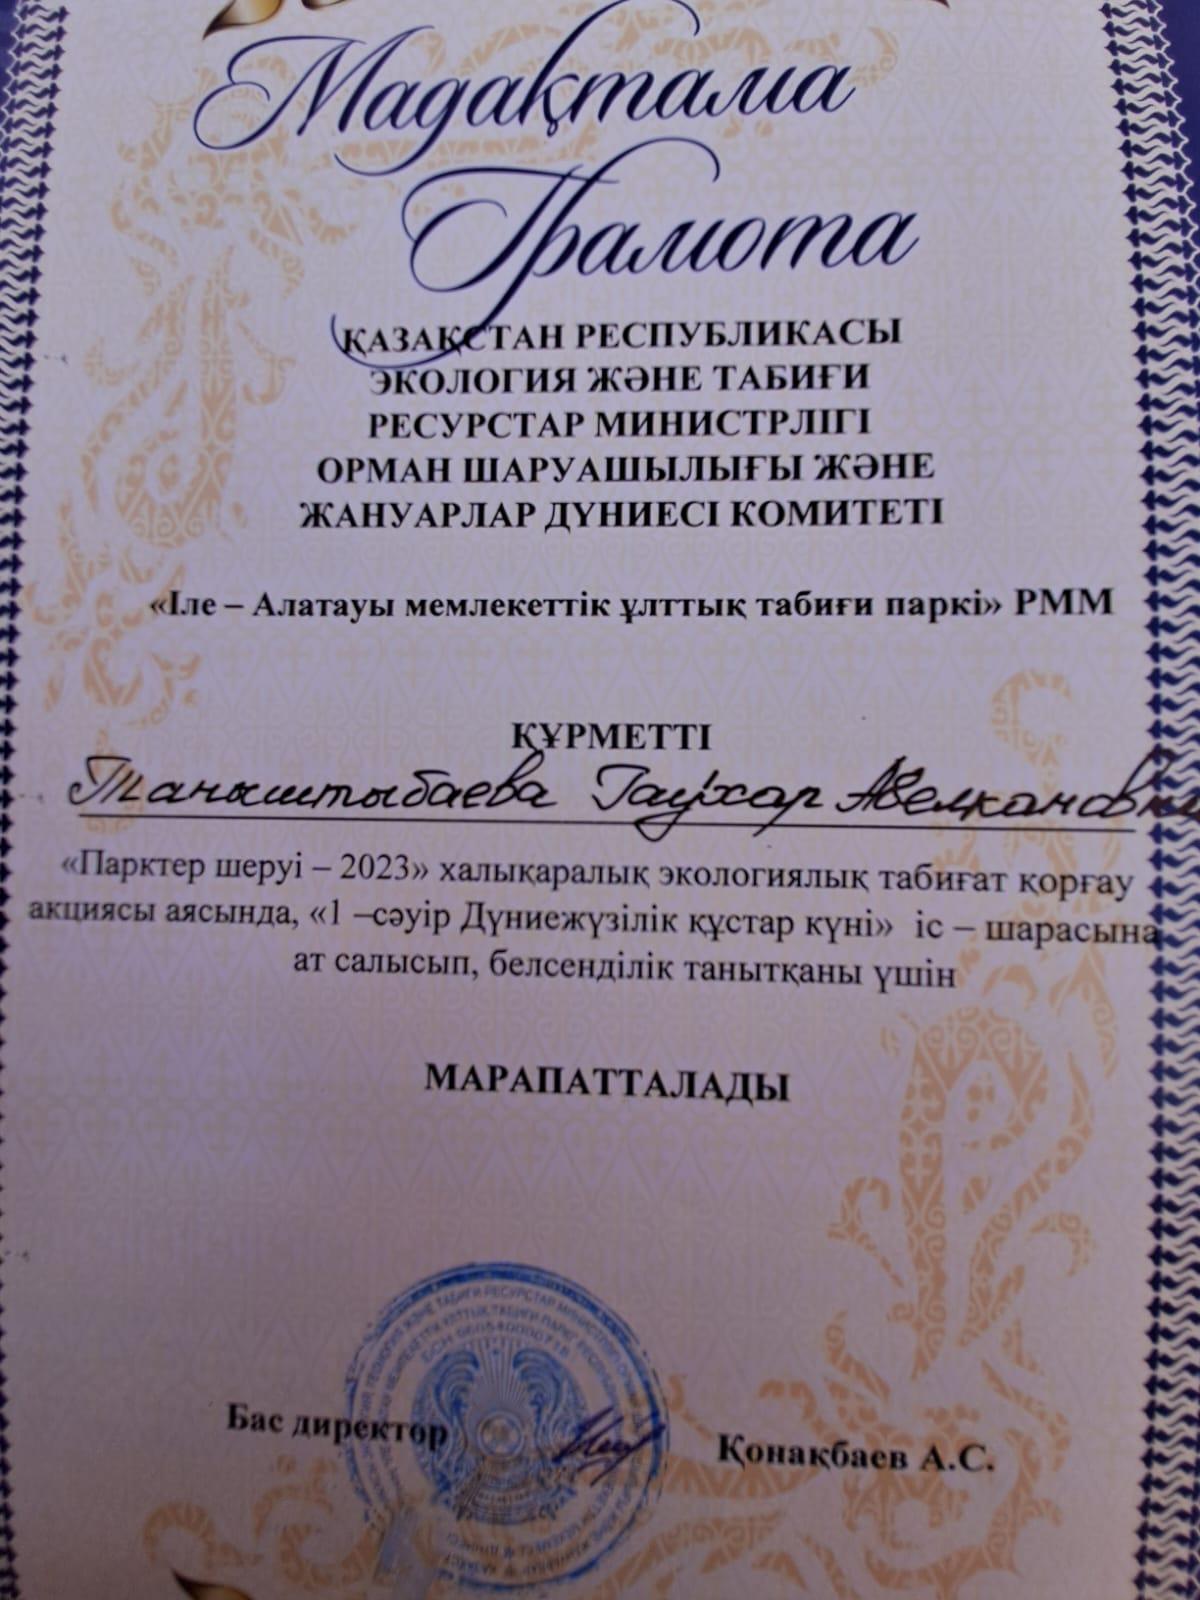 Мадақтама
Грамота
ҚАЗАҚСТАН РЕСПУБЛИКАСЫ
ЭКОЛОГИЯ ЖӘНЕ ТАБИҒИ
РЕСУРСТАР МИНИСТРЛІГІ
ОРМАН ШАРУАШЫЛЫҒЫ ЖӘНЕ
ЖАНУАРЛАР ДҮНИЕСІ КОМИТЕТІ
«Іле – Алатауы мемлекеттік ұлттық табиғи паркі» РММ
ҚҰРМЕТТІ
Таныштыбаева Гаухар
«Парктер шеруі – 2023» халықаралық экологиялық табиғат қорғау
акциясы аясында, «1 –сәуір Дүниежүзілік құстар күні» іс – шарасына
ат салысып, белсенділік танытқаны үшін
МАРАПАТТАЛАДЫ
Бас директор
Қонақбаев А.С.